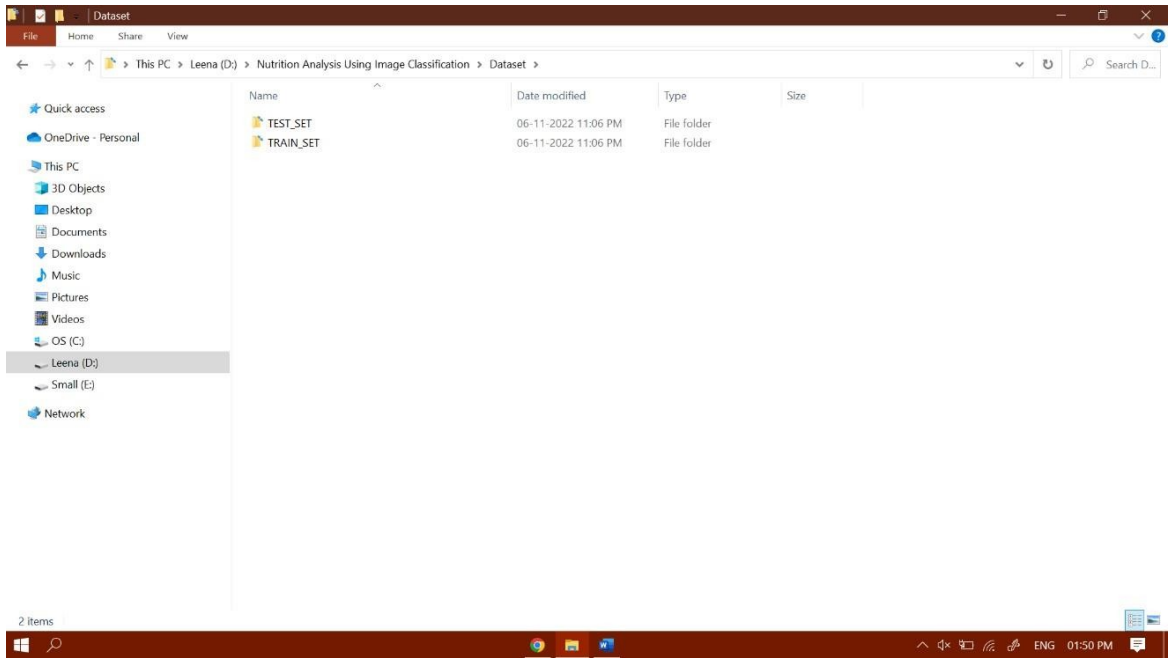 Dataset
File Home Share View
This PC > Leena (D:) > Nutrition Analysis Using Image Classification > Dataset > Search D...
Name Date modified Type Size
Quick access
OneDrive - Personal
This PC
3D Objects
Desktop
Documents
Downloads
Music
Pictures
Videos
OS (C:)
Leena (D:)
Small (E:)
Network
TEST_SET 06-11-2022 11:06 PM File folder
TRAIN_SET 06-11-2022 11:06 PM File folder
2 items
ENG 01:50 PM